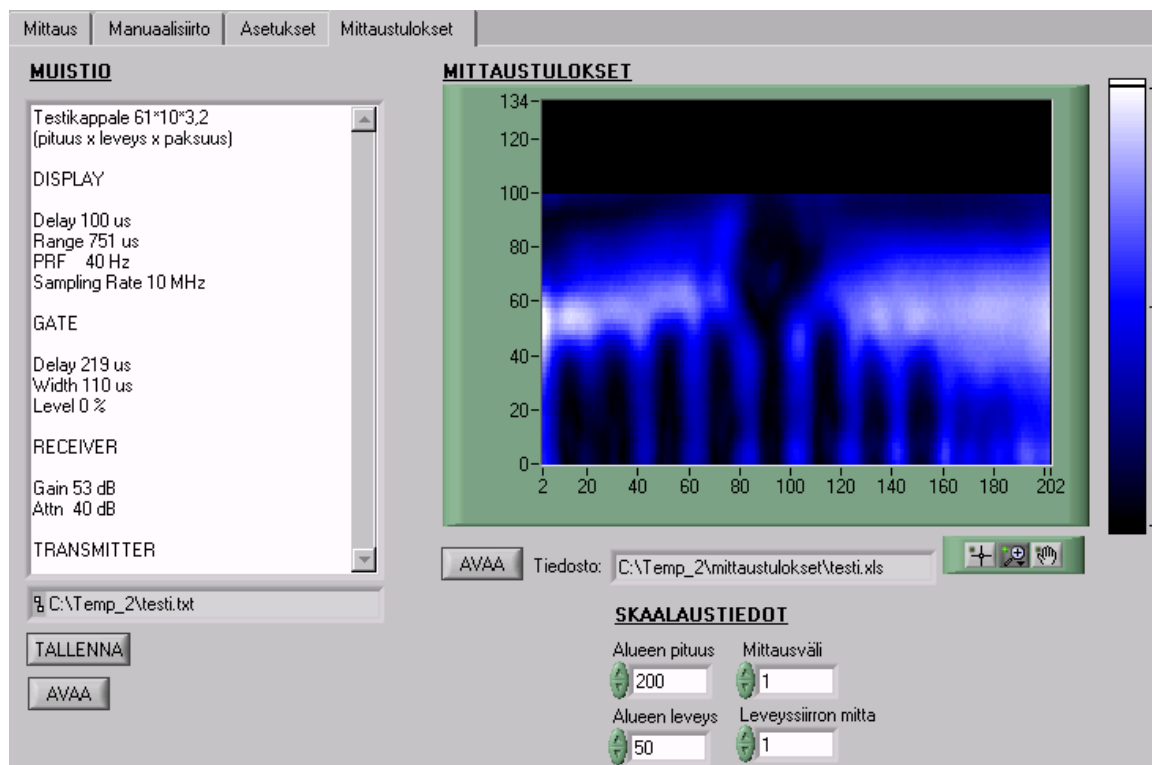 Mittaus
Manuaalisiirto
Asetukset
Mittaustulokset
MUISTIO
Testikappale 61*10*3,2
(pituus x leveys x paksuus)
DISPLAY
Delay 100 us
Range 751 us
PRF 40 Hz
Sampling Rate 10 MHz
GATE
Delay 219 us
Width 110 us
Level 0 %
RECEIVER
Gain 53 dB
Attn 40 dB
TRANSMITTER
C:\Temp_2\testi.txt
TALLENNA
AVAA
MITTAUSTULOKSET
134
120
100
80
60
40
20
0
2 20 40 60 80 100 120 140 160 180 202
AVAA
Tiedosto: C:\Temp_2\mittaustulokset\testi.xls
SKAALAUSTIEDOT
Alueen pituus
200
Mittausväli
1
Alueen leveys
50
Leveyssiirron mitta
1